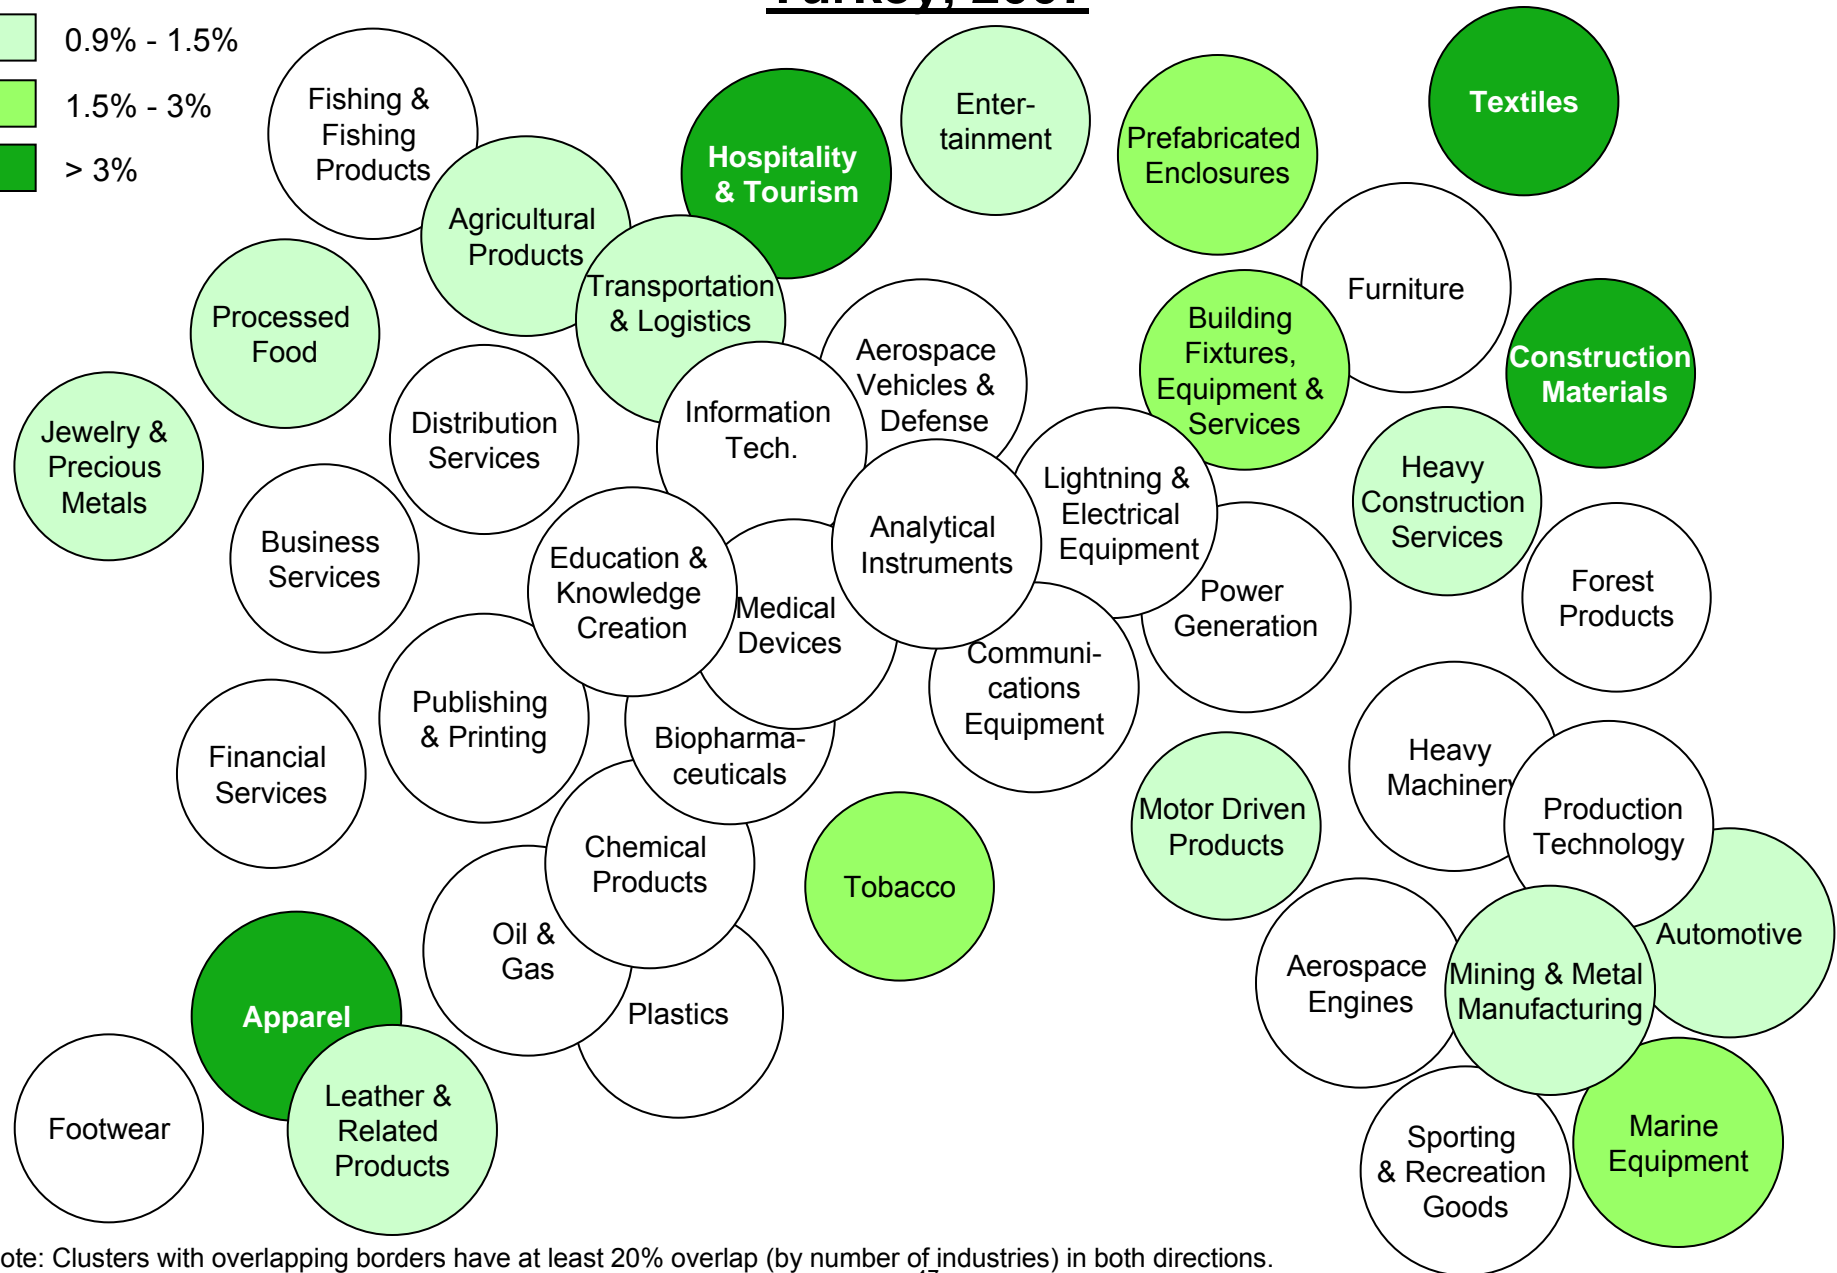 Turkey, 2007
0.9% - 1.5%
1.5% - 3%
> 3%
Fishing &
Fishing
Products
Agricultural
Products
Hospitality
& Tourism
Enter-
tainment
Prefabricated
Enclosures
Textiles
Processed
Food
Transportation
& Logistics
Furniture
Construction
Materials
Building
Fixtures,
Equipment &
Services
Aerospace
Vehicles &
Defense
Jewelry &
Precious
Metals
Distribution
Services
Information
Tech.
Lightning &
Electrical
Equipment
Heavy
Construction
Services
Business
Services
Education &
Knowledge
Creation
Medical
Devices
Analytical
Instruments
Power
Generation
Forest
Products
Communi-
cations
Equipment
Publishing
& Printing
Financial
Services
Biopharma-
ceuticals
Heavy
Machinery
Production
Technology
Motor Driven
Products
Chemical
Products
Tobacco
Automotive
Oil &
Gas
Plastics
Aerospace
Engines
Mining & Metal
Manufacturing
Apparel
Leather &
Related
Products
Footwear
Sporting
& Recreation
Goods
Marine
Equipment
ote: Clusters with overlapping borders have at least 20% overlap (by number of industries) in both directions.